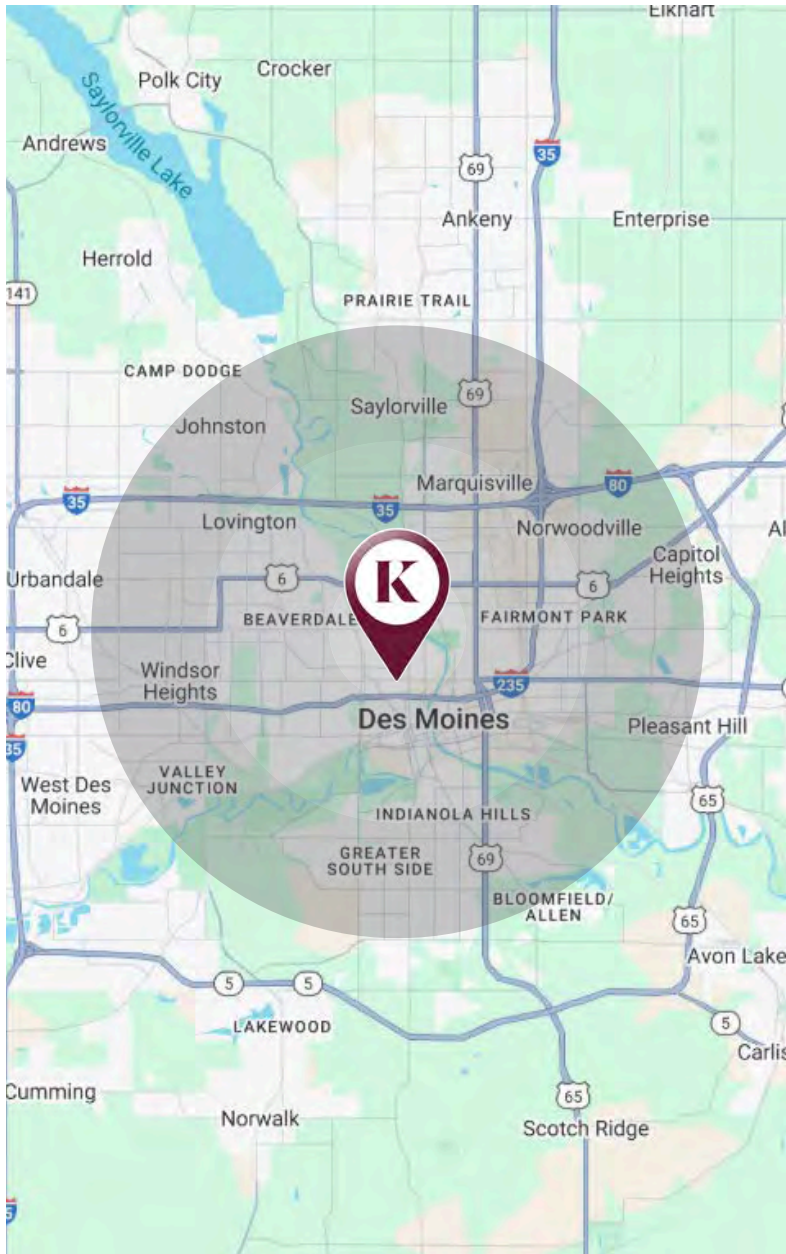 Elkhart
Crocker
Polk City
Saylorville Lake
Andrews
35
69
Ankeny
Enterprise
Herrold
141
PRAIRIE TRAIL
CAMP DODGE
69
Saylorville
Johnston
Marquisville
80
35
35
Lovington
Norwoodville
Capitol
Heights
Urbandale
6
K
6
6
BEAVERDALE
FAIRMONT PARK
Clive
Windsor
Heights
235
80
Des Moines
Pleasant Hill
35
VALLEY
JUNCTION
West Des
Moines
65
INDIANOLA HILLS
GREATER
SOUTH SIDE
69
BLOOMFIELD/
ALLEN
65
Avon Lake
5
5
LAKEWOOD
5
Carlis
Cumming
65
Norwalk
Scotch Ridge